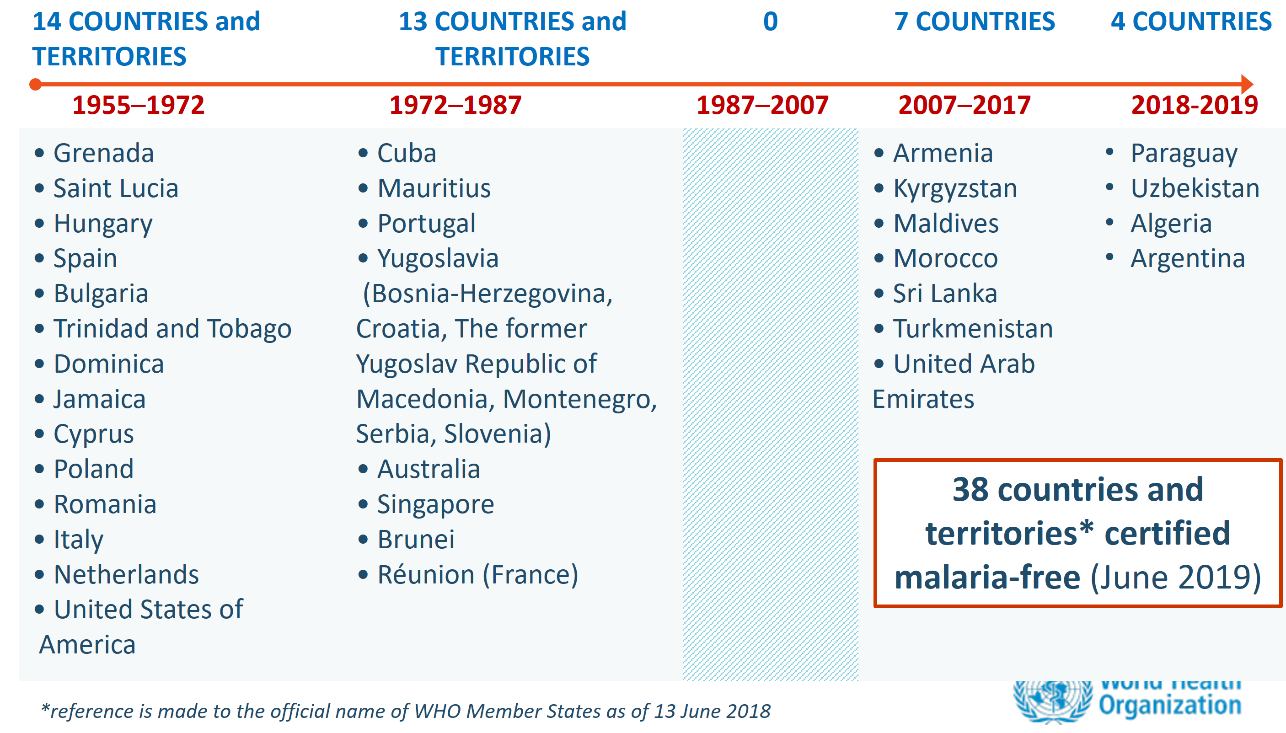 14 COUNTRIES and
TERRITORIES
13 COUNTRIES and
TERRITORIES
0
7 COUNTRIES
4 COUNTRIES
1955–1972
1972–1987
1987–2007
2007–2017
2018-2019
• Grenada
• Saint Lucia
• Hungary
• Spain
• Bulgaria
• Trinidad and Tobago
• Dominica
• Jamaica
• Cyprus
• Poland
• Romania
• Italy
• Netherlands
• United States of
America
• Cuba
• Mauritius
• Portugal
• Yugoslavia
(Bosnia-Herzegovina,
Croatia, The former
Yugoslav Republic of
Macedonia, Montenegro,
Serbia, Slovenia)
• Australia
• Singapore
• Brunei
• Réunion (France)
• Armenia
• Kyrgyzstan
• Maldives
• Morocco
• Sri Lanka
• Turkmenistan
• United Arab
Emirates
• Paraguay
• Uzbekistan
• Algeria
• Argentina
38 countries and
territories* certified
malaria-free (June 2019)
*reference is made to the official name of WHO Member States as of 13 June 2018
World Health
Organization